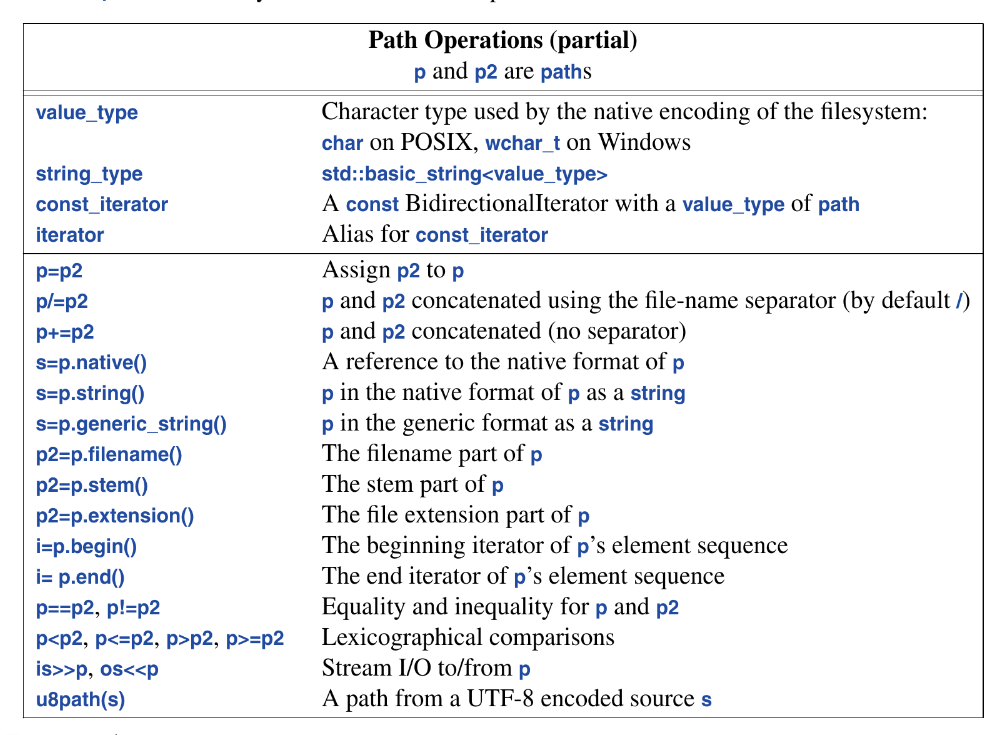 Path Operations (partial)
p and p2 are paths
value_type Character type used by the native encoding of the filesystem:
char on POSIX, wchar_t on Windows
string_type std::basic_string<value_type>
const_iterator A const BidirectionalIterator with a value_type of path
iterator Alias for const_iterator
p=p2 Assign p2 to p
p/=p2 p and p2 concatenated using the file-name separator (by default /)
p+=p2 p and p2 concatenated (no separator)
s=p.native() A reference to the native format of p
s=p.string() p in the native format of p as a string
s=p.generic_string() p in the generic format as a string
p2=p.filename() The filename part of p
p2=p.stem() The stem part of p
p2=p.extension() The file extension part of p
i=p.begin() The beginning iterator of p's element sequence
i= p.end() The end iterator of p's element sequence
p==p2, p!=p2 Equality and inequality for p and p2
p<p2, p<=p2, p>p2, p>=p2 Lexicographical comparisons
is>>p, os<<p Stream I/O to/from p
u8path(s) A path from a UTF-8 encoded source s